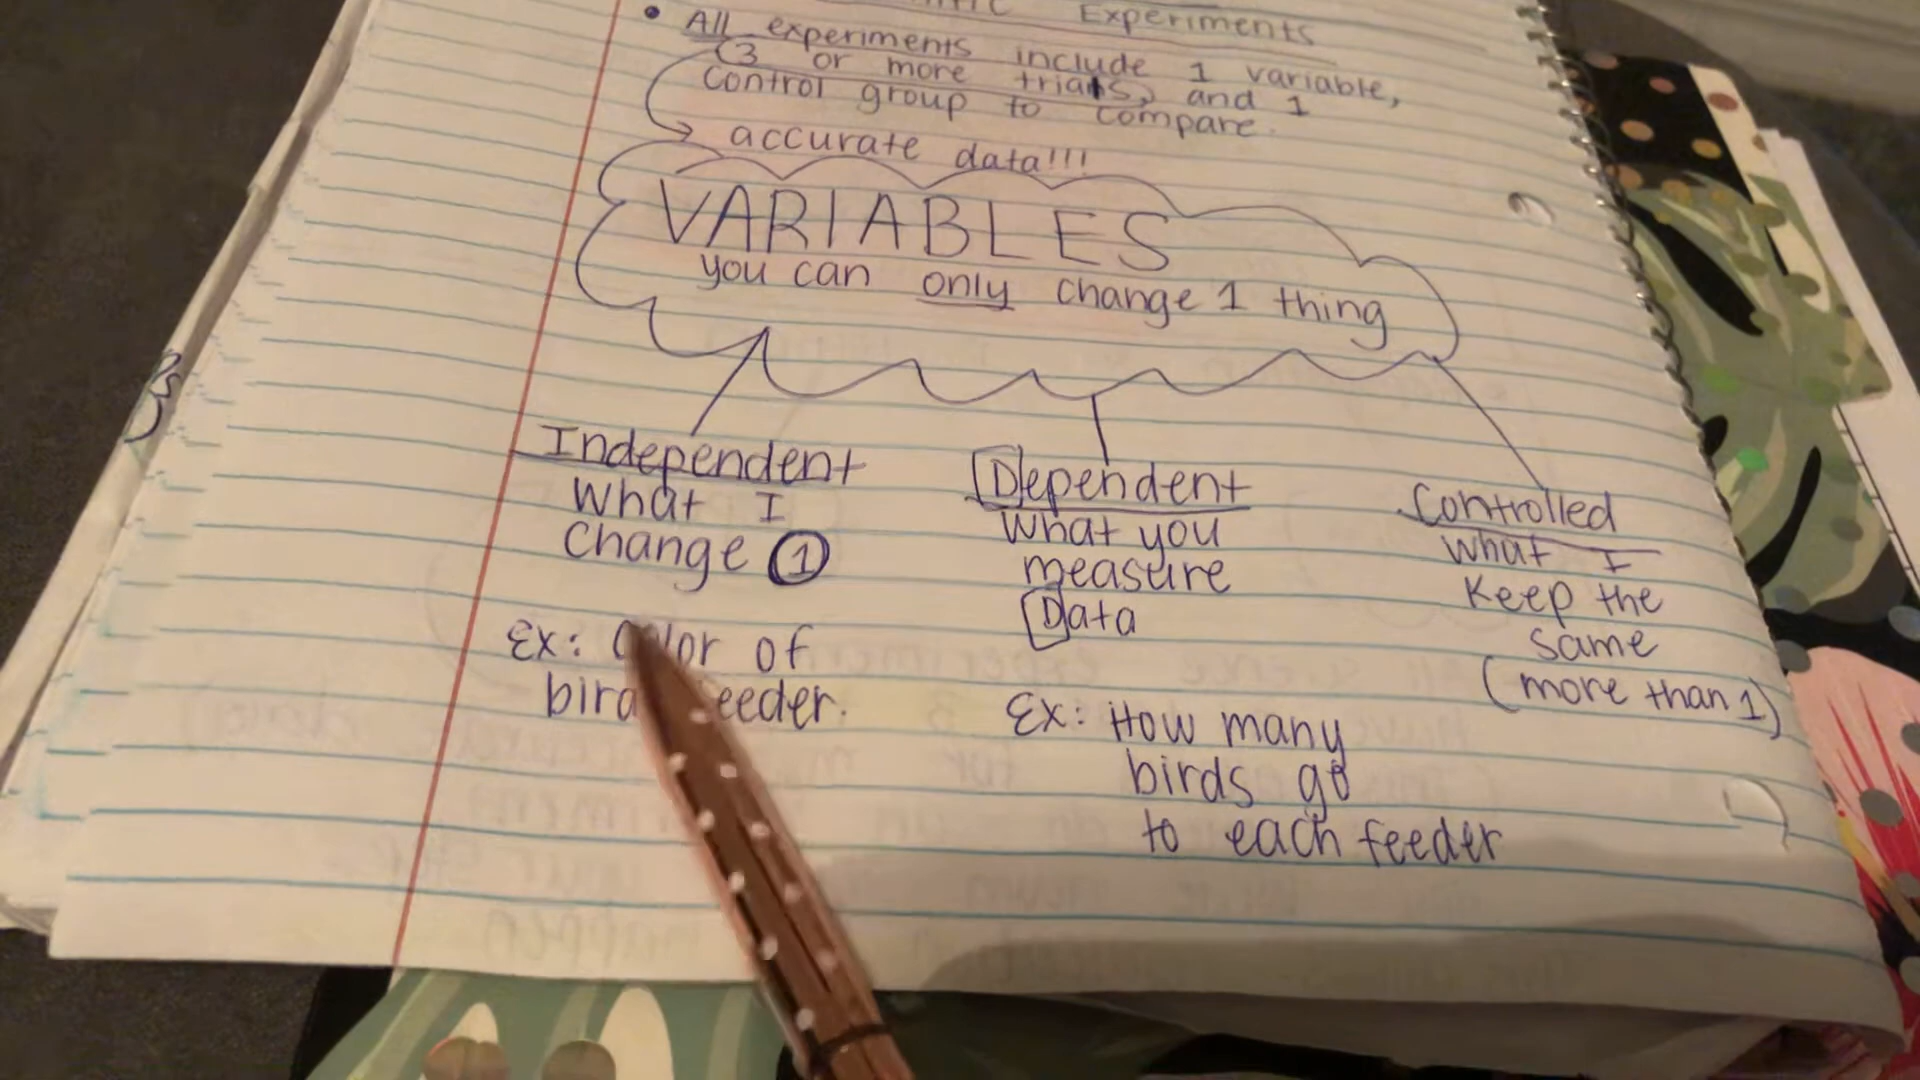 Experiments
• All experiments include 1 variable,
(3 or more trials) and 1
control group to compare.
accurate data!!!
VARIABLES
you can only change 1 thing
Independent
What I
Change 1
Ex: Color of
bird feeder.
Dependent
What you
measure
Data
Ex: How many
birds go
to each feeder
Controlled
What I
Keep the
same
(more than 1)